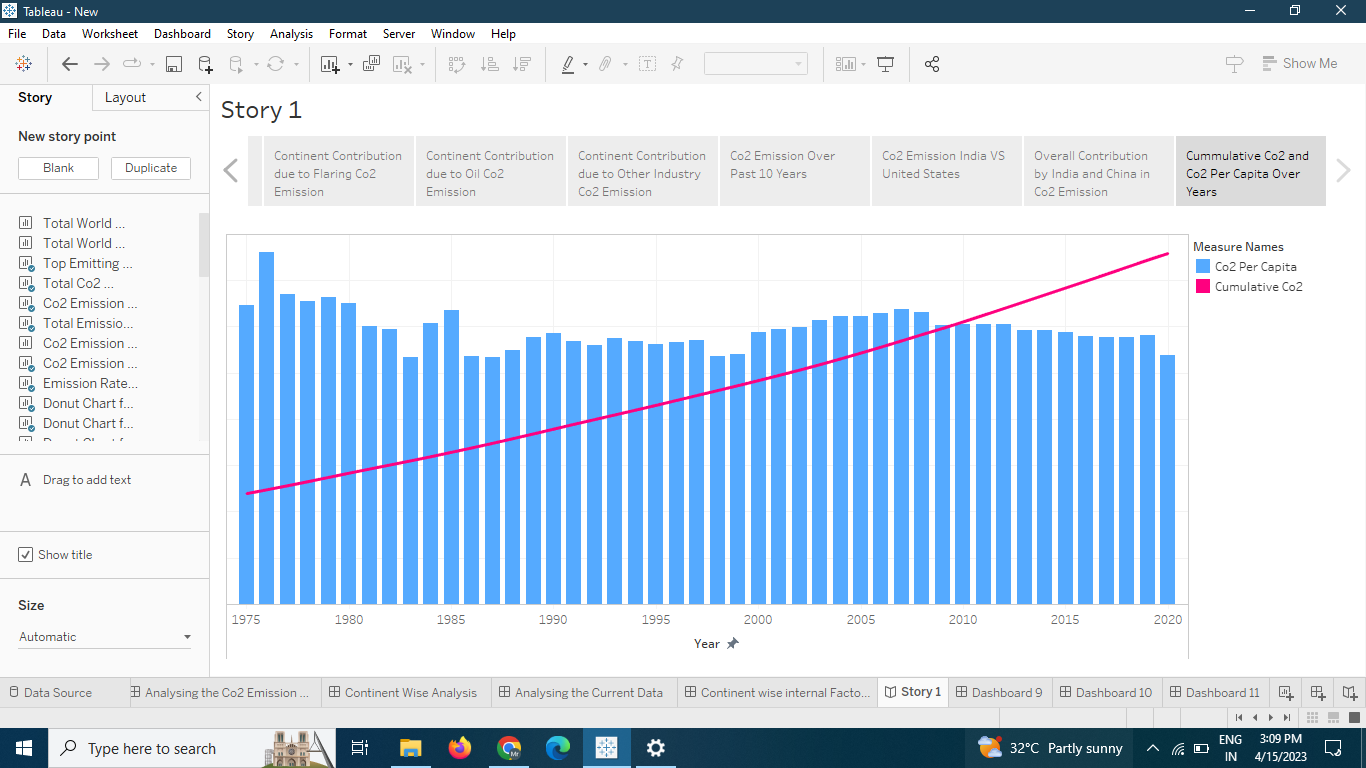 Tableau - New
File Data Worksheet Dashboard Story Analysis Format Server Window Help
Show Me
Story Layout
New story point
Blank Duplicate
Total World ...
Total World ...
Top Emitting ...
Total Co2 ...
Co2 Emission ...
Total Emissio...
Co2 Emission ...
Co2 Emission ...
Emission Rate...
Donut Chart f...
Donut Chart f...
A Drag to add text
Show title
Size
Automatic
Story 1
Continent Contribution
due to Flaring Co2
Emission
Continent Contribution
due to Oil Co2
Emission
Continent Contribution
due to Other Industry
Co2 Emission
Co2 Emission Over
Past 10 Years
Co2 Emission India VS
United States
Overall Contribution
by India and China in
Co2 Emission
Cummulative Co2 and
Co2 Per Capita Over
Years
Measure Names
Co2 Per Capita
Cumulative Co2
1975 1980 1985 1990 1995 2000 2005 2010 2015 2020
Year
Data Source Analysing the Co2 Emission ... Continent Wise Analysis Analysing the Current Data Continent wise internal Facto... Story 1 Dashboard 9 Dashboard 10 Dashboard 11
Type here to search
32°C Partly sunny
ENG
IN
3:09 PM
4/15/2023